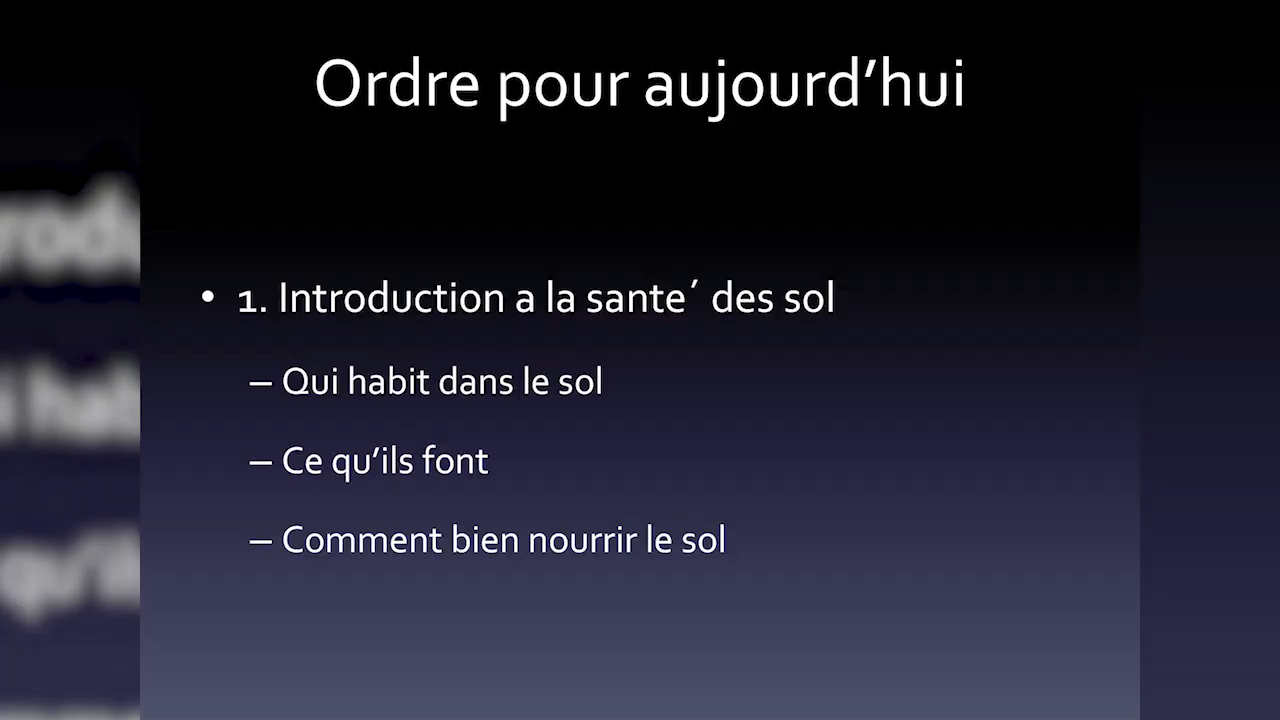 Ordre pour aujourd’hui
• 1. Introduction a la sante´ des sol
– Qui habit dans le sol
– Ce qu’ils font
– Comment bien nourrir le sol